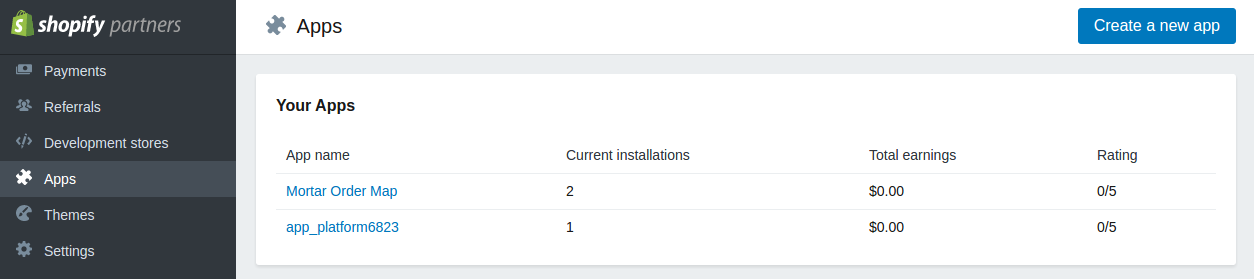 shopify partners
Apps
Create a new app
Payments
Referrals
Development stores
Apps
Themes
Settings
Your Apps
App name Current installations Total earnings Rating
Mortar Order Map 2 $0.00 0/5
app_platform6823 1 $0.00 0/5